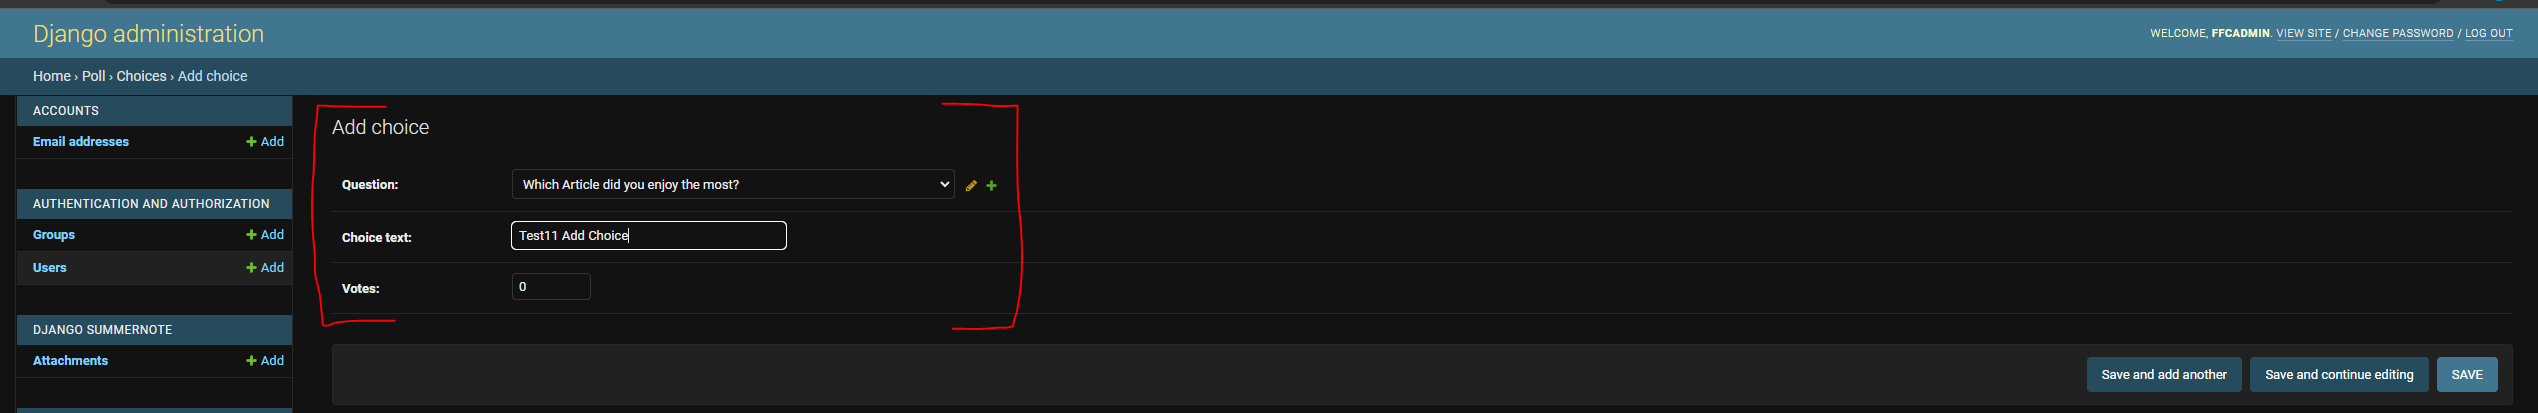 Django administration
WELCOME, FFCADMIN. VIEW SITE / CHANGE PASSWORD / LOG OUT
Home › Poll › Choices › Add choice
ACCOUNTS
Email addresses + Add
AUTHENTICATION AND AUTHORIZATION
Groups + Add
Users + Add
DJANGO SUMMERNOTE
Attachments + Add
Add choice
Question: Which Article did you enjoy the most?
Choice text: Test11 Add Choice
Votes: 0
Save and add another Save and continue editing SAVE